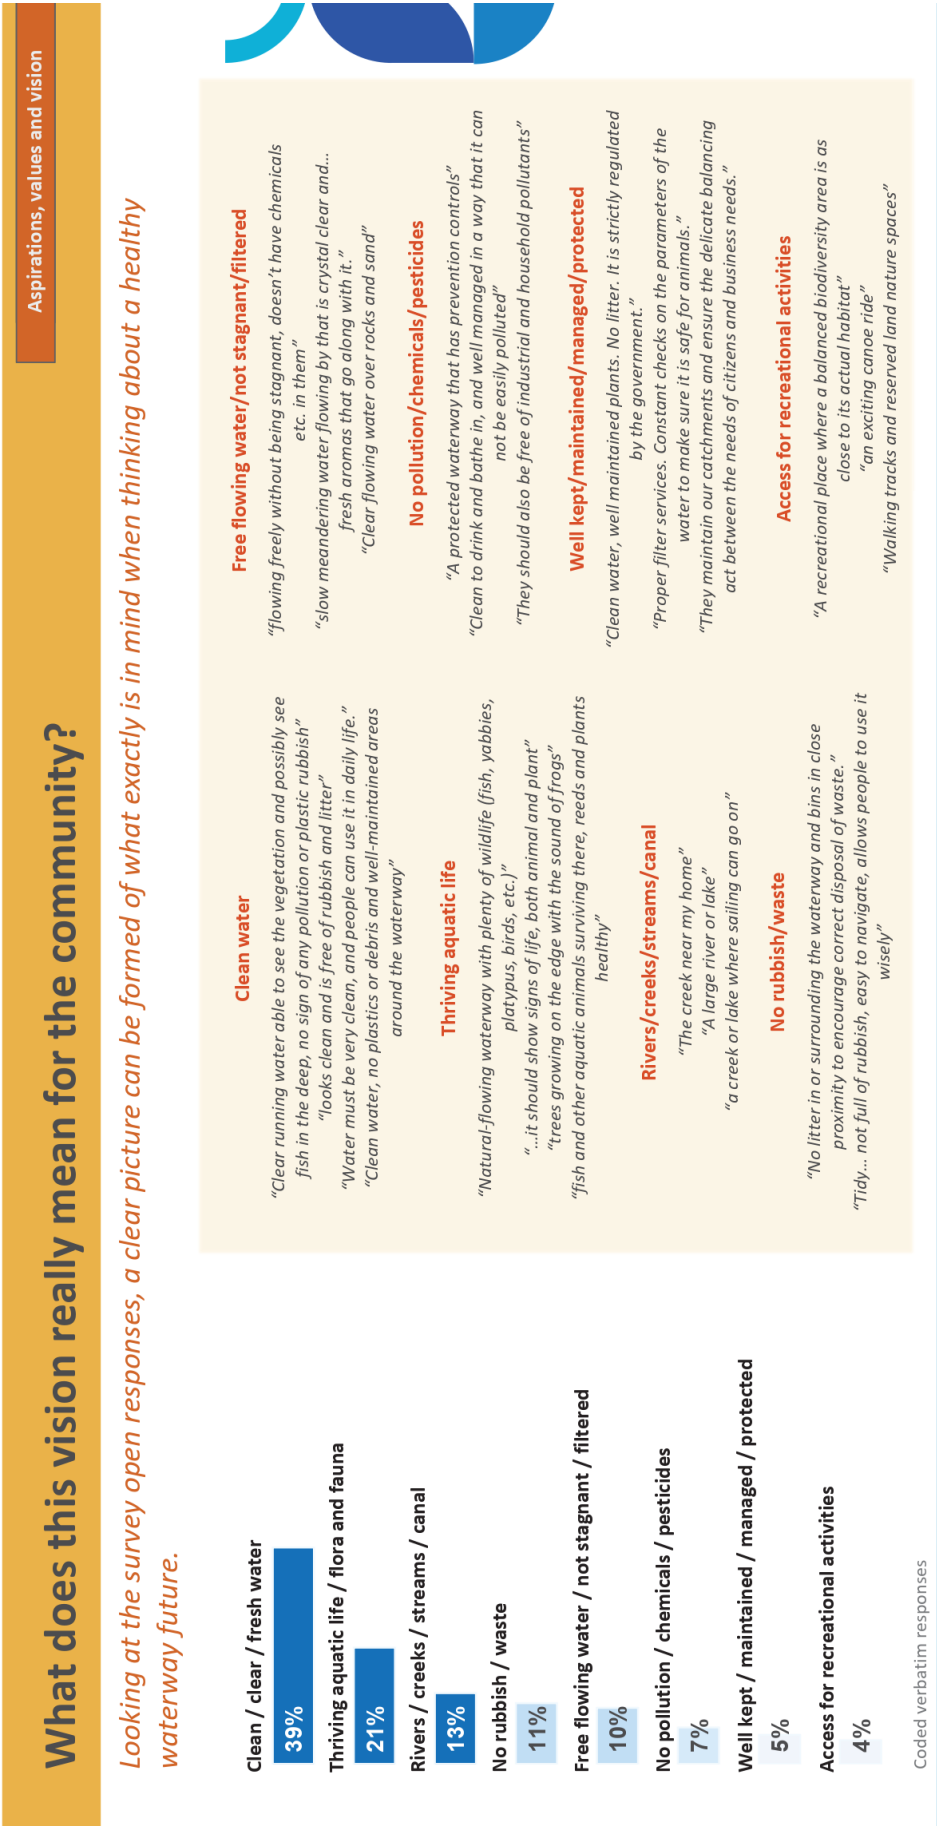 Aspirations, values and vision
What does this vision really mean for the community?
Looking at the survey open responses, a clear picture can be formed of what exactly is in mind when thinking about a healthy
waterway future.
Clean / clear / fresh water
39%
Thriving aquatic life / flora and fauna
21%
Rivers / creeks / streams / canal
13%
No rubbish / waste
11%
Free flowing water / not stagnant / filtered
10%
No pollution / chemicals / pesticides
7%
Well kept / maintained / managed / protected
5%
Access for recreational activities
4%
Coded verbatim responses
Clean water
“Clear running water able to see the vegetation and possibly see
fish in the deep, no sign of any pollution or plastic rubbish”
“looks clean and is free of rubbish and litter”
“Water must be very clean, and people can use it in daily life.”
“Clean water, no plastics or debris and well-maintained areas
around the waterway”
Thriving aquatic life
“Natural-flowing waterway with plenty of wildlife (fish, yabbies,
platypus, birds, etc.)”
“...it should show signs of life, both animal and plant”
“trees growing on the edge with the sound of frogs”
“fish and other aquatic animals surviving there, reeds and plants
healthy”
Rivers/creeks/streams/canal
“The creek near my home”
“A large river or lake”
“a creek or lake where sailing can go on”
No rubbish/waste
“No litter in or surrounding the waterway and bins in close
proximity to encourage correct disposal of waste.”
“Tidy... not full of rubbish, easy to navigate, allows people to use it
wisely”
Free flowing water/not stagnant/filtered
“flowing freely without being stagnant, doesn’t have chemicals
etc. in them”
“slow meandering water flowing by that is crystal clear and...
fresh aromas that go along with it.”
“Clear flowing water over rocks and sand”
No pollution/chemicals/pesticides
“A protected waterway that has prevention controls”
“Clean to drink and bathe in, and well managed in a way that it can
not be easily polluted”
“They should also be free of industrial and household pollutants”
Well kept/maintained/managed/protected
“Clean water, well maintained plants. No litter. It is strictly regulated
by the government.”
“Proper filter services. Constant checks on the parameters of the
water to make sure it is safe for animals.”
“They maintain our catchments and ensure the delicate balancing
act between the needs of citizens and business needs.”
Access for recreational activities
“A recreational place where a balanced biodiversity area is as
close to its actual habitat”
“an exciting canoe ride”
“Walking tracks and reserved land nature spaces”